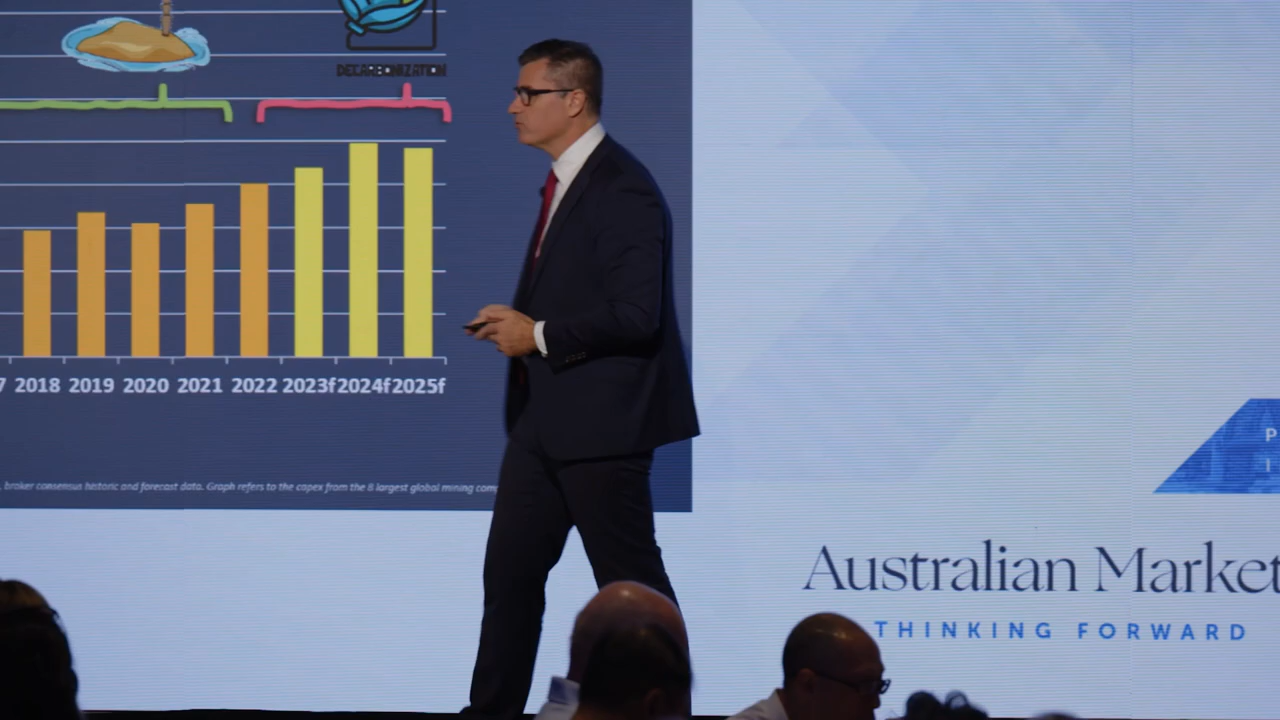 DECARBONIZATION
7 2018 2019 2020 2021 2022 2023f 2024f 2025f
, broker consensus historic and forecast data. Graph refers to the capex from the 8 largest global mining com
P
I
Australian Market
THINKING FORWARD